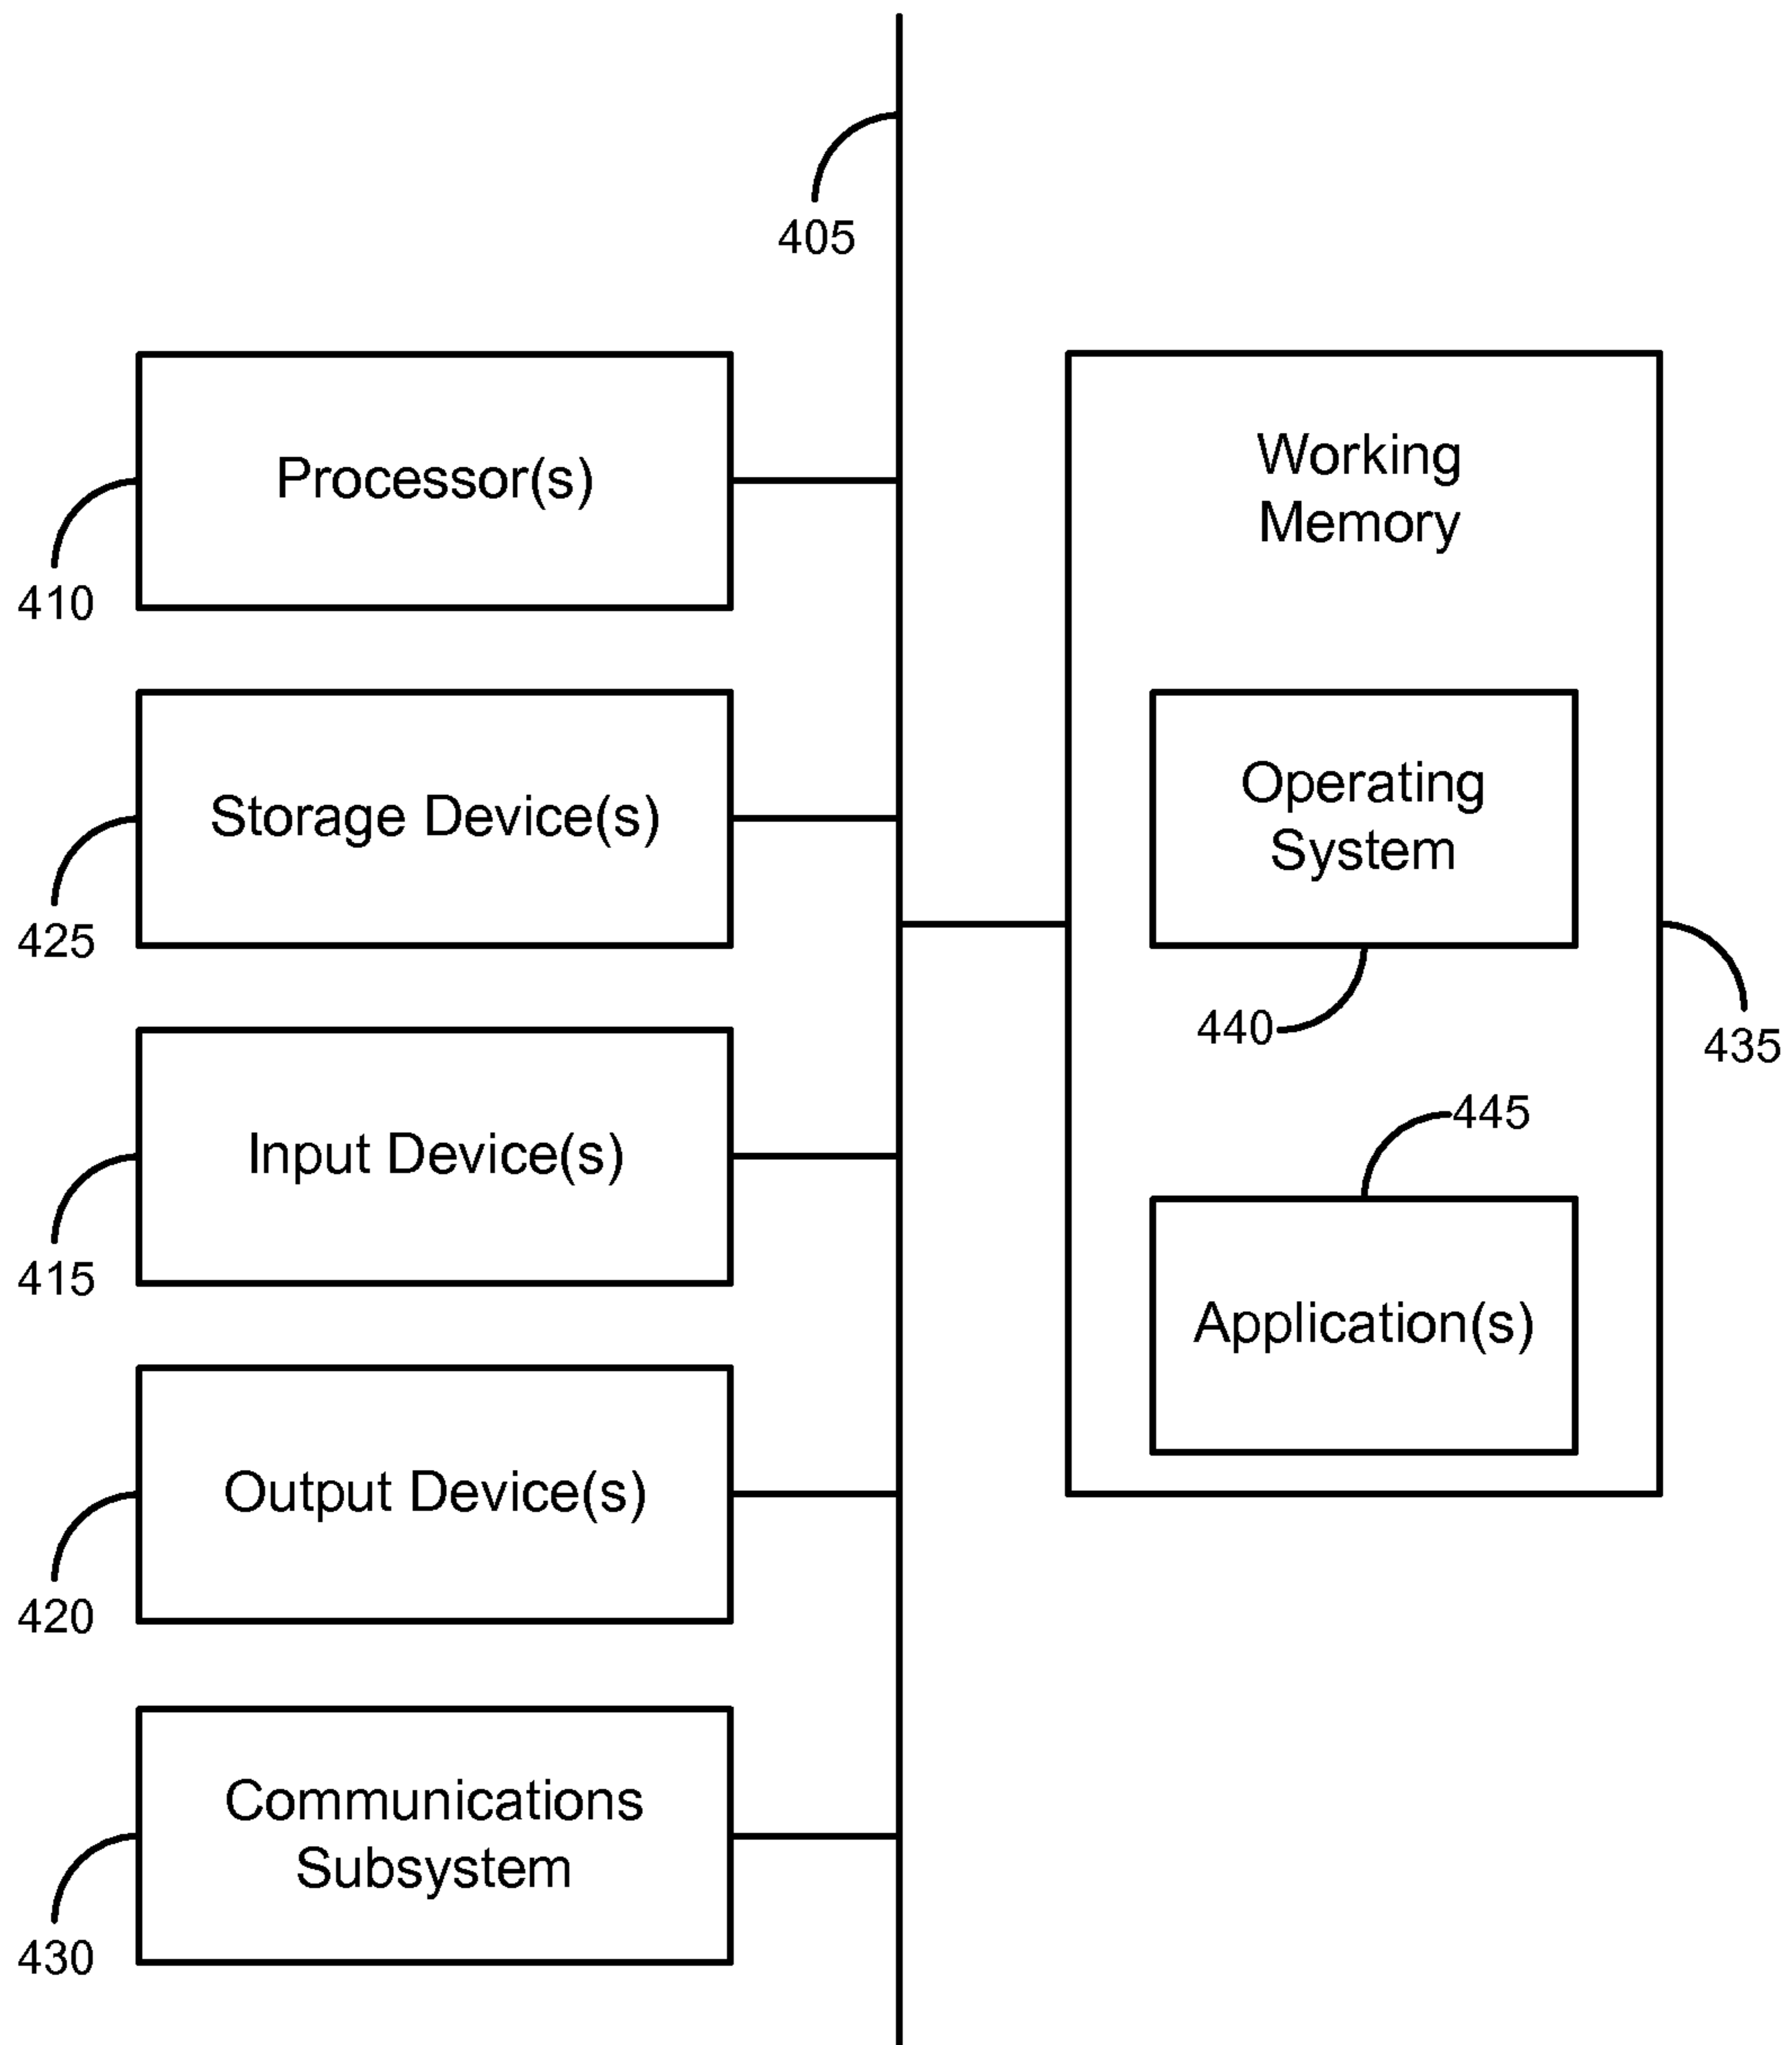 405
Processor(s)
410
Storage Device(s)
425
Input Device(s)
415
Output Device(s)
420
Communications
Subsystem
430
Working
Memory
Operating
System
440
435
445
Application(s)